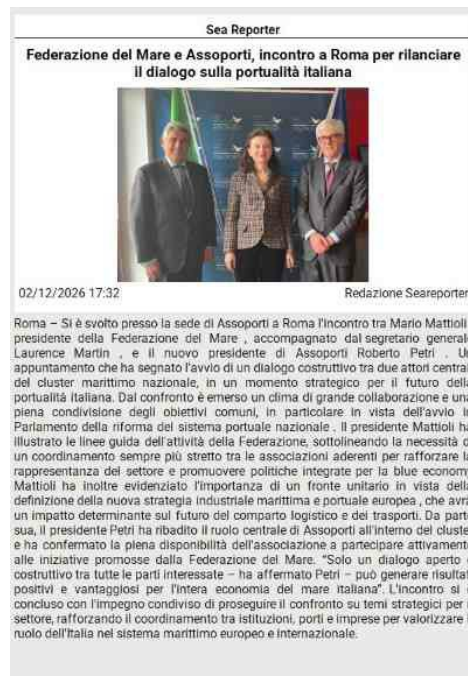 Sea Reporter
Federazione del Mare e Assoporti, incontro a Roma per rilanciare
il dialogo sulla portualità italiana
02/12/2026 17:32
Redazione Seareporter
Roma – Si è svolto presso la sede di Assoporti a Roma l'incontro tra Mario Mattioli
presidente della Federazione del Mare , accompagnato dal segretario generale
Laurence Martin , e il nuovo presidente di Assoporti Roberto Petri . Un
appuntamento che ha segnato l'avvio di un dialogo costruttivo tra due attori centrali
del cluster marittimo nazionale, in un momento strategico per il futuro della
portualità italiana. Dal confronto è emerso un clima di grande collaborazione e una
piena condivisione degli obiettivi comuni, in particolare in vista dell'avvio in
Parlamento della riforma del sistema portuale nazionale . Il presidente Mattioli ha
illustrato le linee guida dell'attività della Federazione, sottolineando la necessità d
un coordinamento sempre più stretto tra le associazioni aderenti per rafforzare la
rappresentanza del settore e promuovere politiche integrate per la blue economy
Mattioli ha inoltre evidenziato l'importanza di un fronte unitario in vista della
definizione della nuova strategia industriale marittima e portuale europea , che avrà
un impatto determinante sul futuro del comparto logistico e dei trasporti. Da parte
sua, il presidente Petri ha ribadito il ruolo centrale di Assoporti all'interno del cluster
e ha confermato la piena disponibilità dell'associazione a partecipare attivamente
alle iniziative promosse dalla Federazione del Mare. “Solo un dialogo aperto e
costruttivo tra tutte le parti interessate – ha affermato Petri – può generare risultati
positivi e vantaggiosi per l'intera economia del mare italiana”. L'incontro si è
concluso con l'impegno condiviso di proseguire il confronto su temi strategici per il
settore, rafforzando il coordinamento tra istituzioni, porti e imprese per valorizzare i
ruolo dell'Italia nel sistema marittimo europeo e internazionale.